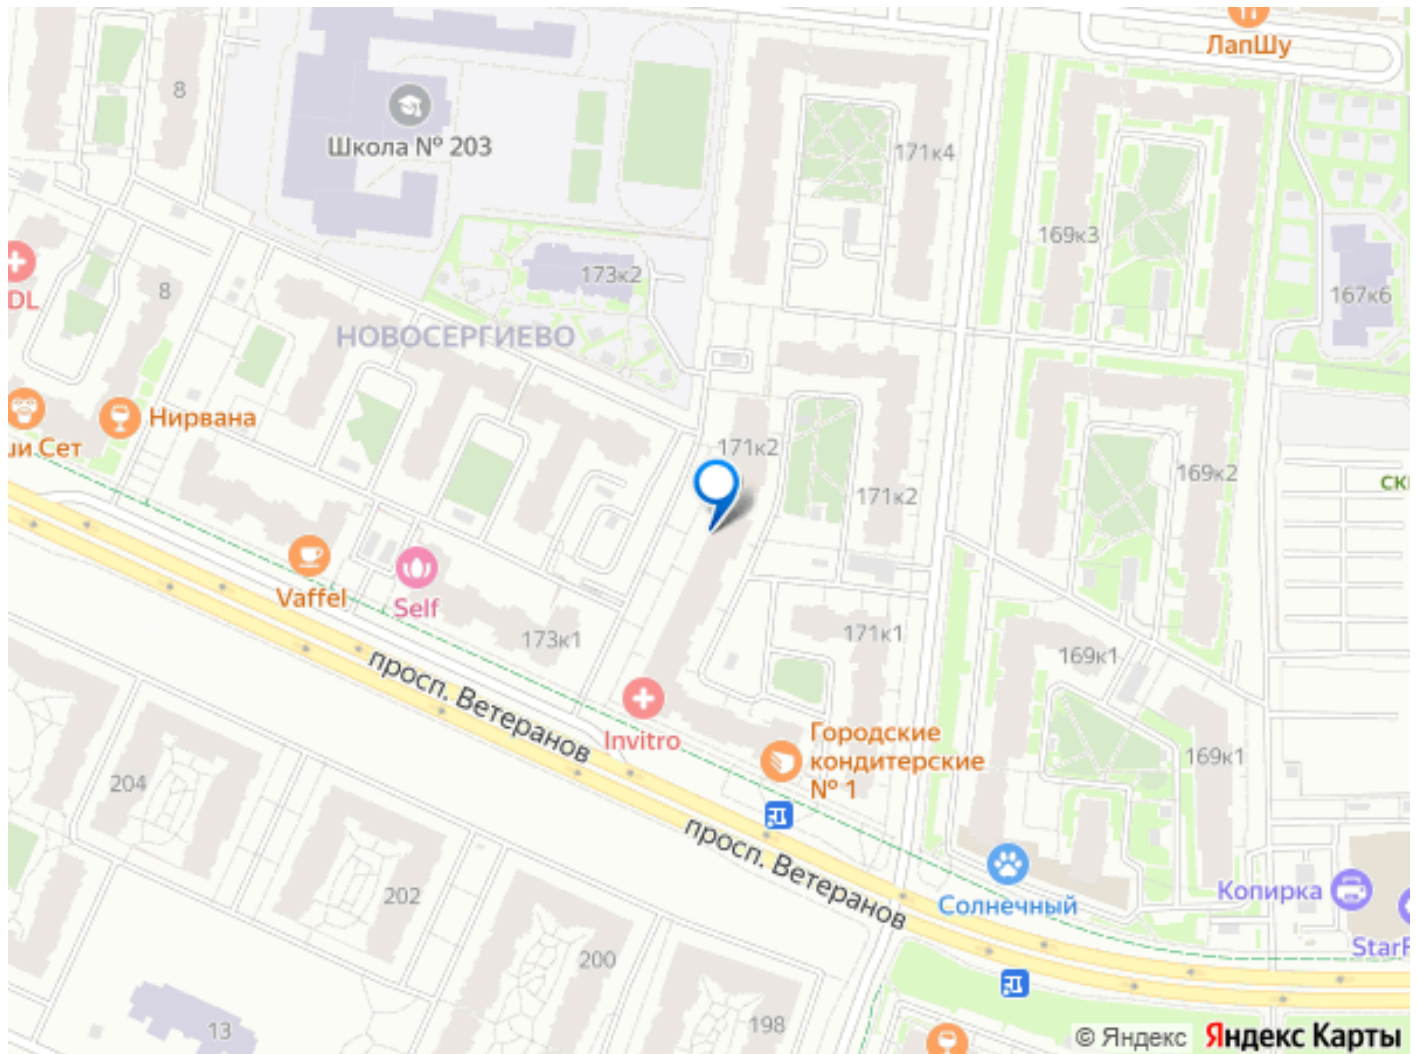 ЛапШу
8
Школа № 203
171к4
169к3
173к2
167к6
8
DL
НОВОСЕРГИЕВО
Нирвана
Сет
171к2
171к2
169к2
Vaffel
Self
173к1
171к1
169к1
просп. Ветеранов
Invitro
Городские
кондитерские
№ 1
169к1
204
просп. Ветеранов
202
Солнечный
Копирка
200
198
13
© Яндекс Яндекс Карты